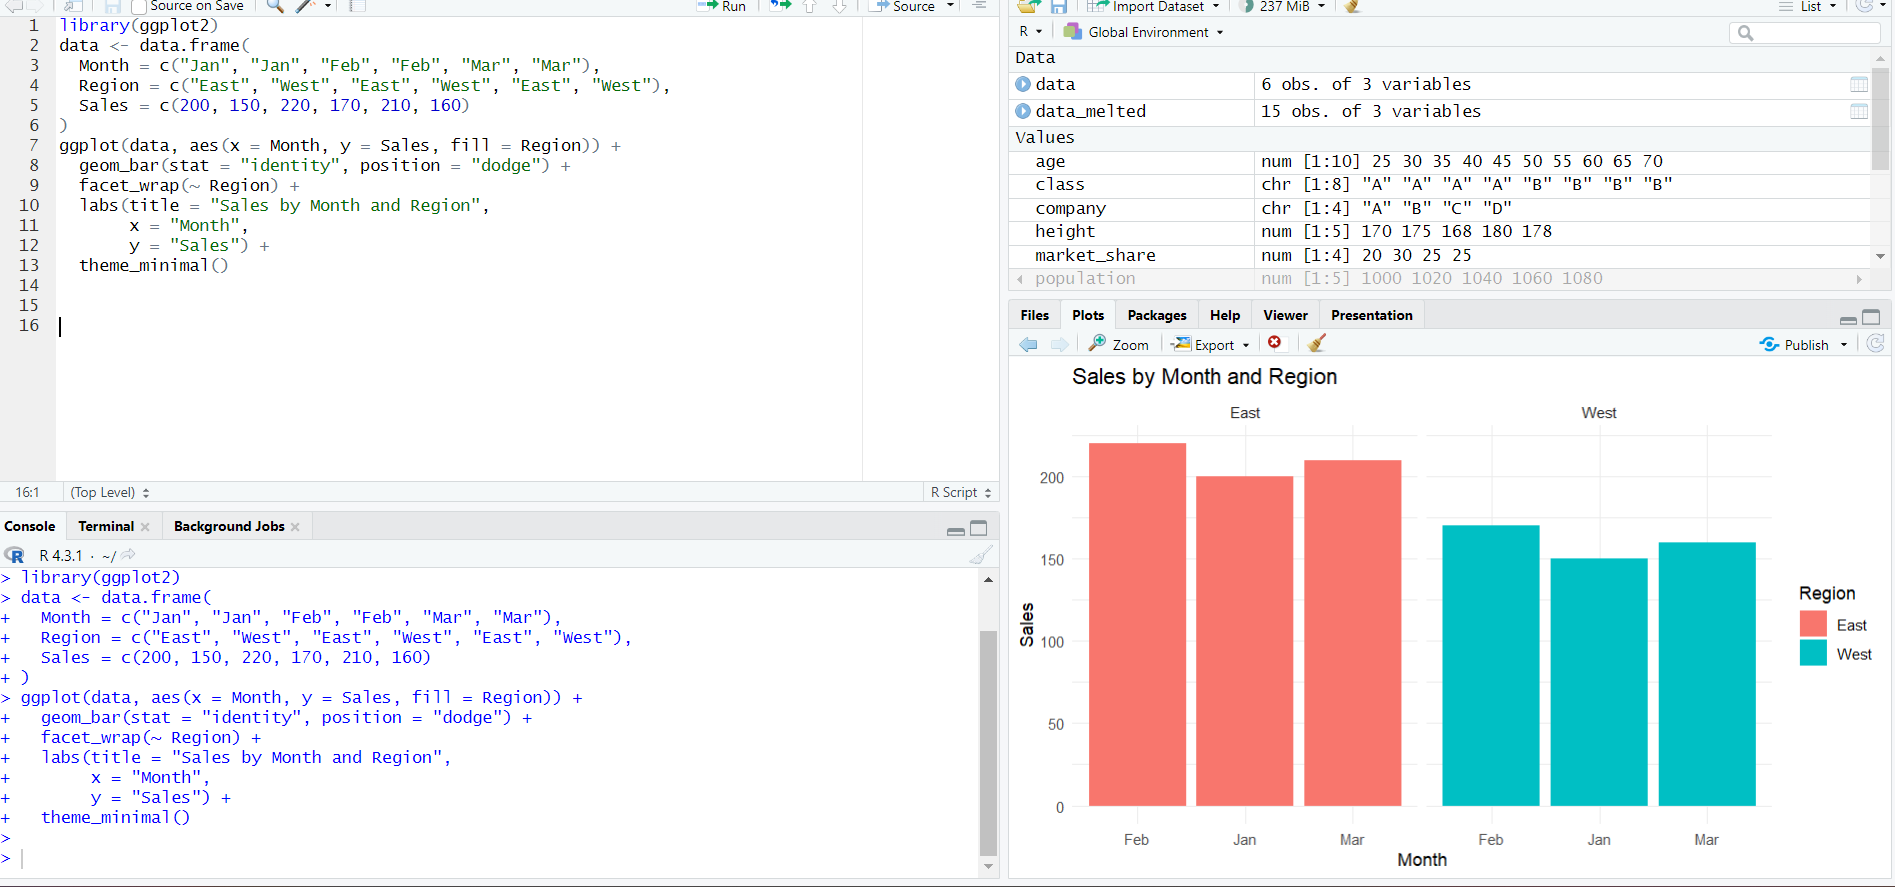 Source on Save
Run
Source
1 library(ggplot2)
2 data <- data.frame(
3   Month = c("Jan", "Jan", "Feb", "Feb", "Mar", "Mar"),
4   Region = c("East", "West", "East", "West", "East", "West"),
5   Sales = c(200, 150, 220, 170, 210, 160)
6 )
7 ggplot(data, aes(x = Month, y = Sales, fill = Region)) +
8   geom_bar(stat = "identity", position = "dodge") +
9   facet_wrap(~ Region) +
10   labs(title = "Sales by Month and Region",
11        x = "Month",
12        y = "Sales") +
13   theme_minimal()
14
15
16
16:1 (Top Level) R Script
Console Terminal Background Jobs
R R 4.3.1 · ~/
> library(ggplot2)
> data <- data.frame(
+   Month = c("Jan", "Jan", "Feb", "Feb", "Mar", "Mar"),
+   Region = c("East", "West", "East", "West", "East", "West"),
+   Sales = c(200, 150, 220, 170, 210, 160)
+ )
> ggplot(data, aes(x = Month, y = Sales, fill = Region)) +
+   geom_bar(stat = "identity", position = "dodge") +
+   facet_wrap(~ Region) +
+   labs(title = "Sales by Month and Region",
+        x = "Month",
+        y = "Sales") +
+   theme_minimal()
>
>
Import Dataset 237 MiB List
R Global Environment
Data
data 6 obs. of 3 variables
data_melted 15 obs. of 3 variables
Values
age num [1:10] 25 30 35 40 45 50 55 60 65 70
class chr [1:8] "A" "A" "A" "A" "B" "B" "B" "B"
company chr [1:4] "A" "B" "C" "D"
height num [1:5] 170 175 168 180 178
market_share num [1:4] 20 30 25 25
population num [1:5] 1000 1020 1040 1060 1080
Files Plots Packages Help Viewer Presentation
Zoom Export Publish
Sales by Month and Region
East West
200
150
100
50
0
Sales
Feb Jan Mar Feb Jan Mar
Month
Region
East
West